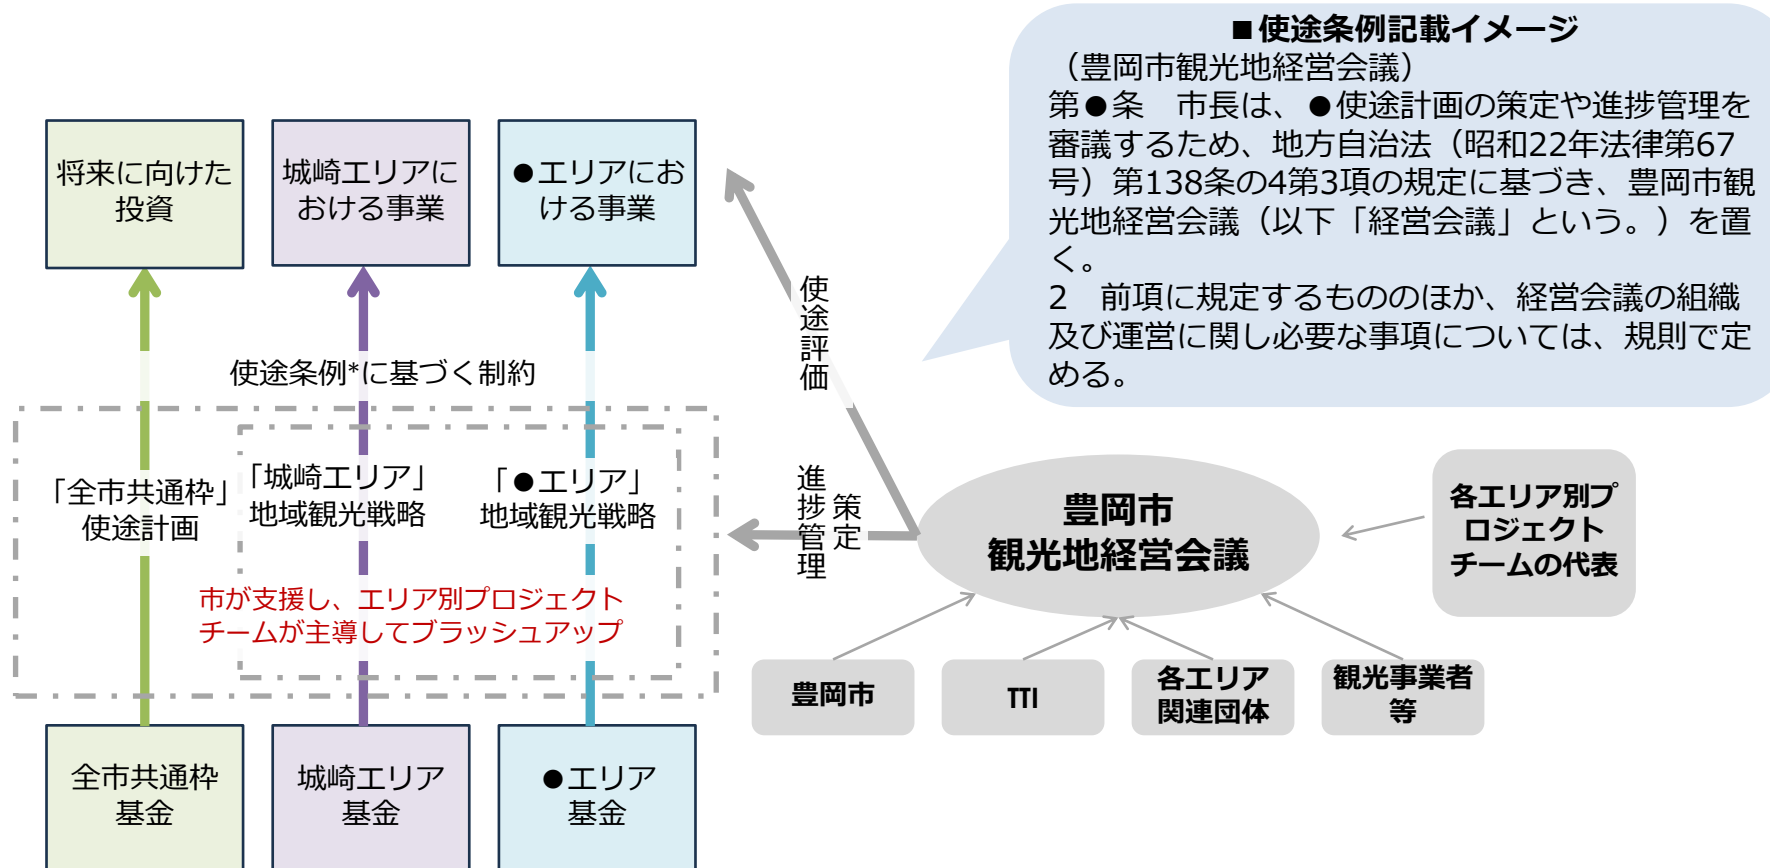 ■使途条例記載イメージ
（豊岡市観光地経営会議）
第●条　市長は、●使途計画の策定や進捗管理を
審議するため、地方自治法（昭和22年法律第67
号）第138条の4第3項の規定に基づき、豊岡市観
光地経営会議（以下「経営会議」という。）を置
く。
2　前項に規定するもののほか、経営会議の組織
及び運営に関し必要な事項については、規則で定
める。
将来に向けた
投資
城崎エリアに
おける事業
●エリアにお
ける事業
使途評価
使途条例*に基づく制約
「全市共通枠」
使途計画
「城崎エリア」
地域観光戦略
「●エリア」
地域観光戦略
策定
進捗管理
市が支援し、エリア別プロジェクト
チームが主導してブラッシュアップ
豊岡市
観光地経営会議
各エリア別プ
ロジェクト
チームの代表
豊岡市
TTI
各エリア
関連団体
観光事業者
等
全市共通枠
基金
城崎エリア
基金
●エリア
基金